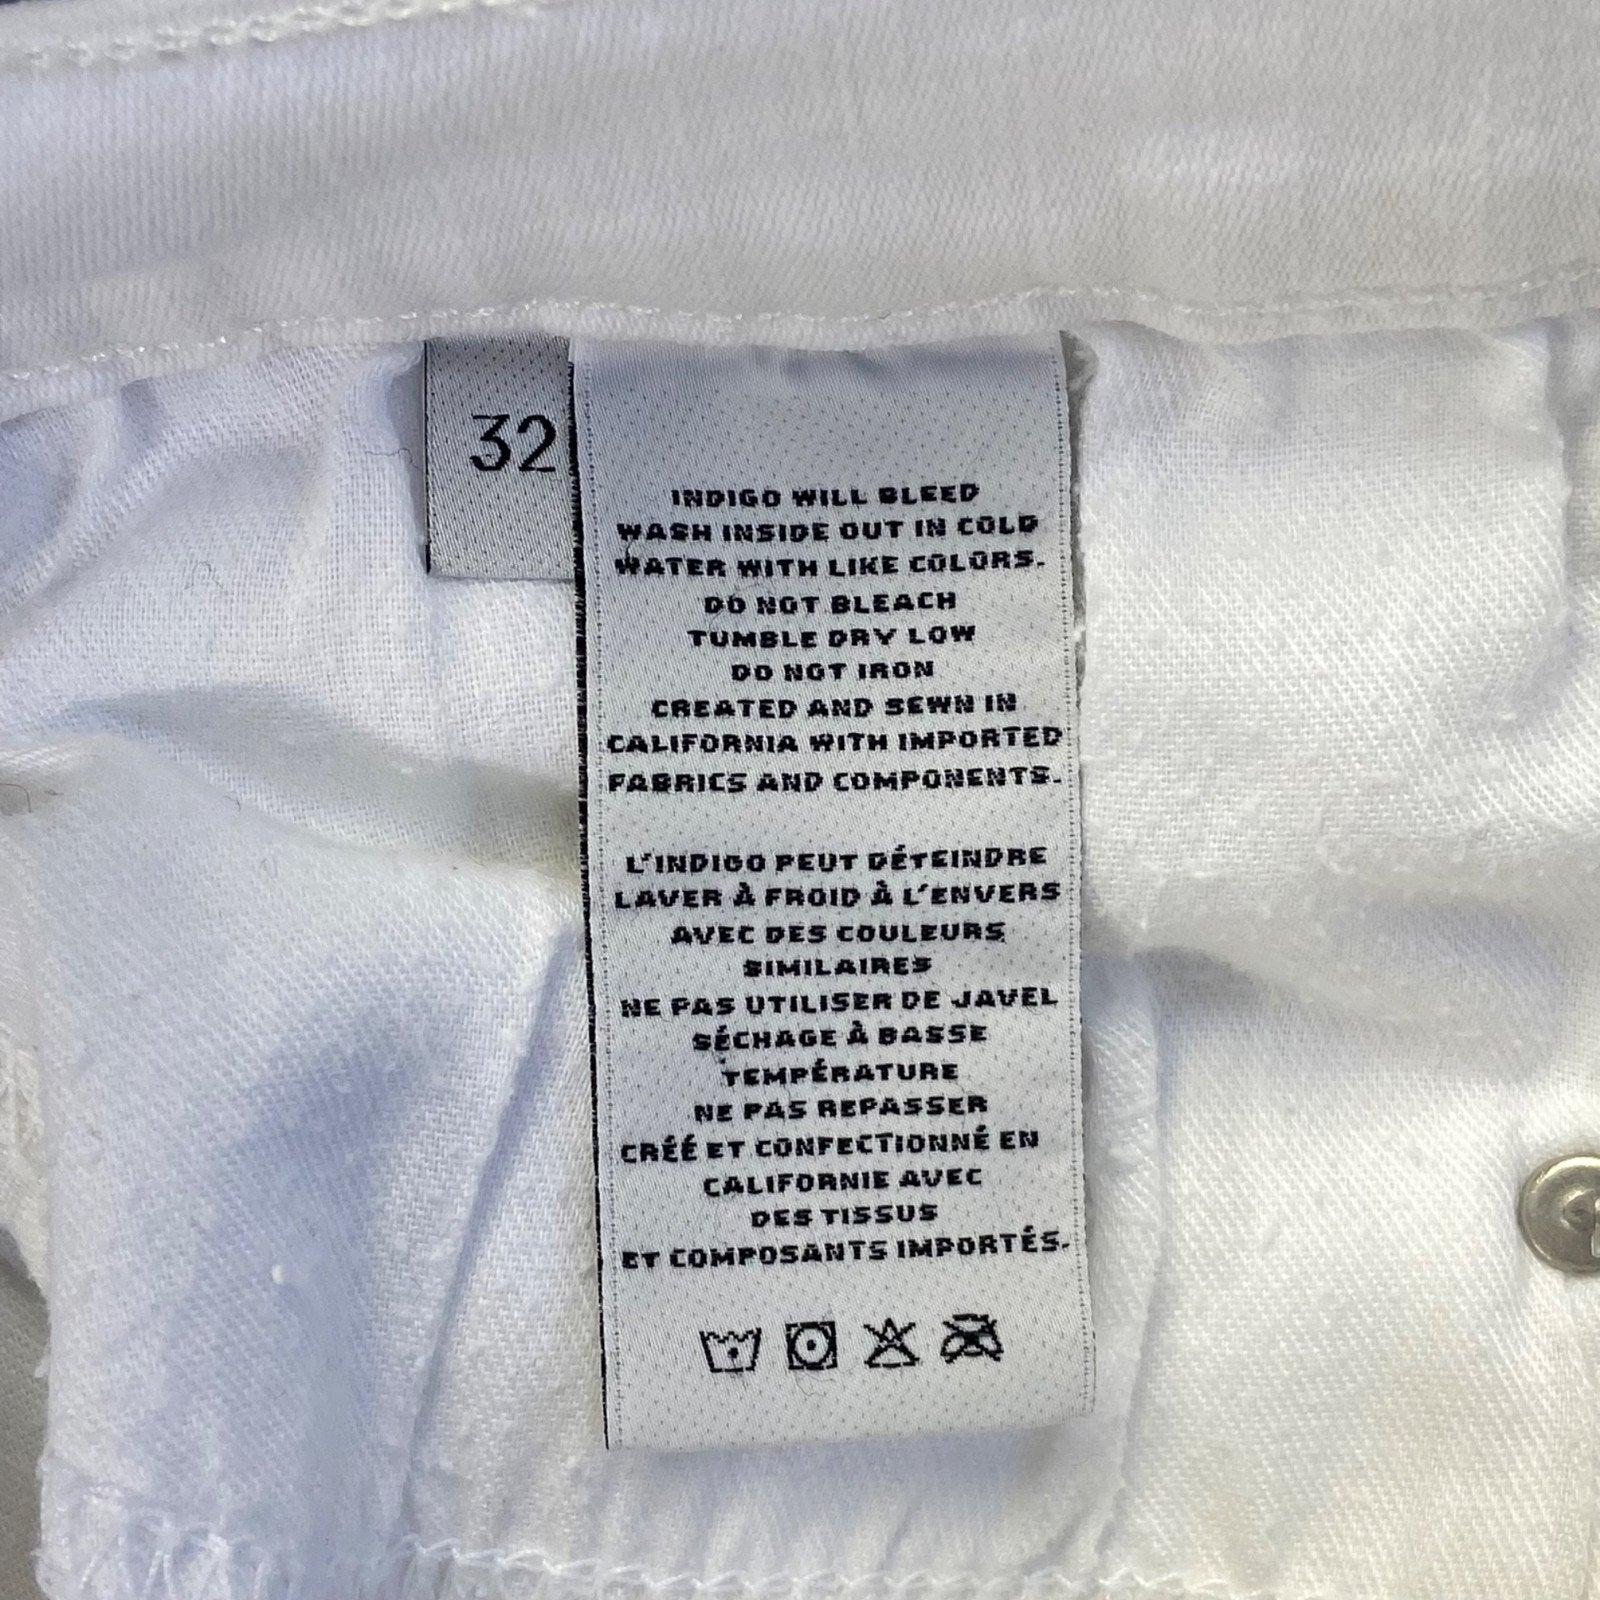 32
INDIGO WILL BLEED
WASH INSIDE OUT IN COLD
WATER WITH LIKE COLORS.
DO NOT BLEACH
TUMBLE DRY LOW
DO NOT IRON
CREATED AND SEWN IN
CALIFORNIA WITH IMPORTED
FABRICS AND COMPONENTS.
L'INDIGO PEUT DÉTEINDRE
LAVER À FROID À L'ENVERS
AVEC DES COULEURS
SIMILAIRES
NE PAS UTILISER DE JAVEL
SÉCHAGE À BASSE
TEMPÉRATURE
NE PAS REPASSER
CRÉÉ ET CONFECTIONNÉ EN
CALIFORNIE AVEC
DES TISSUS
ET COMPOSANTS IMPORTÉS.